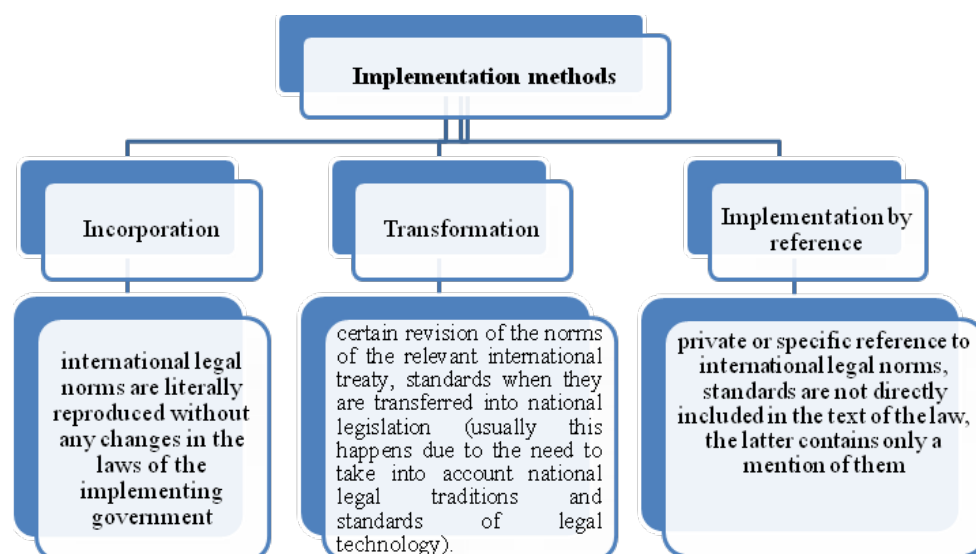 Implementation methods
Incorporation
Transformation
Implementation by
reference
international legal
norms are literally
reproduced without
any changes in the
laws of the
implementing
government
certain revision of the norms
of the relevant international
treaty, standards when they
are transferred into national
legislation (usually this
happens due to the need to
take into account national
legal traditions and
standards of legal
technology).
private or specific reference to
international legal norms,
standards are not directly
included in the text of the law,
the latter contains only a
mention of them